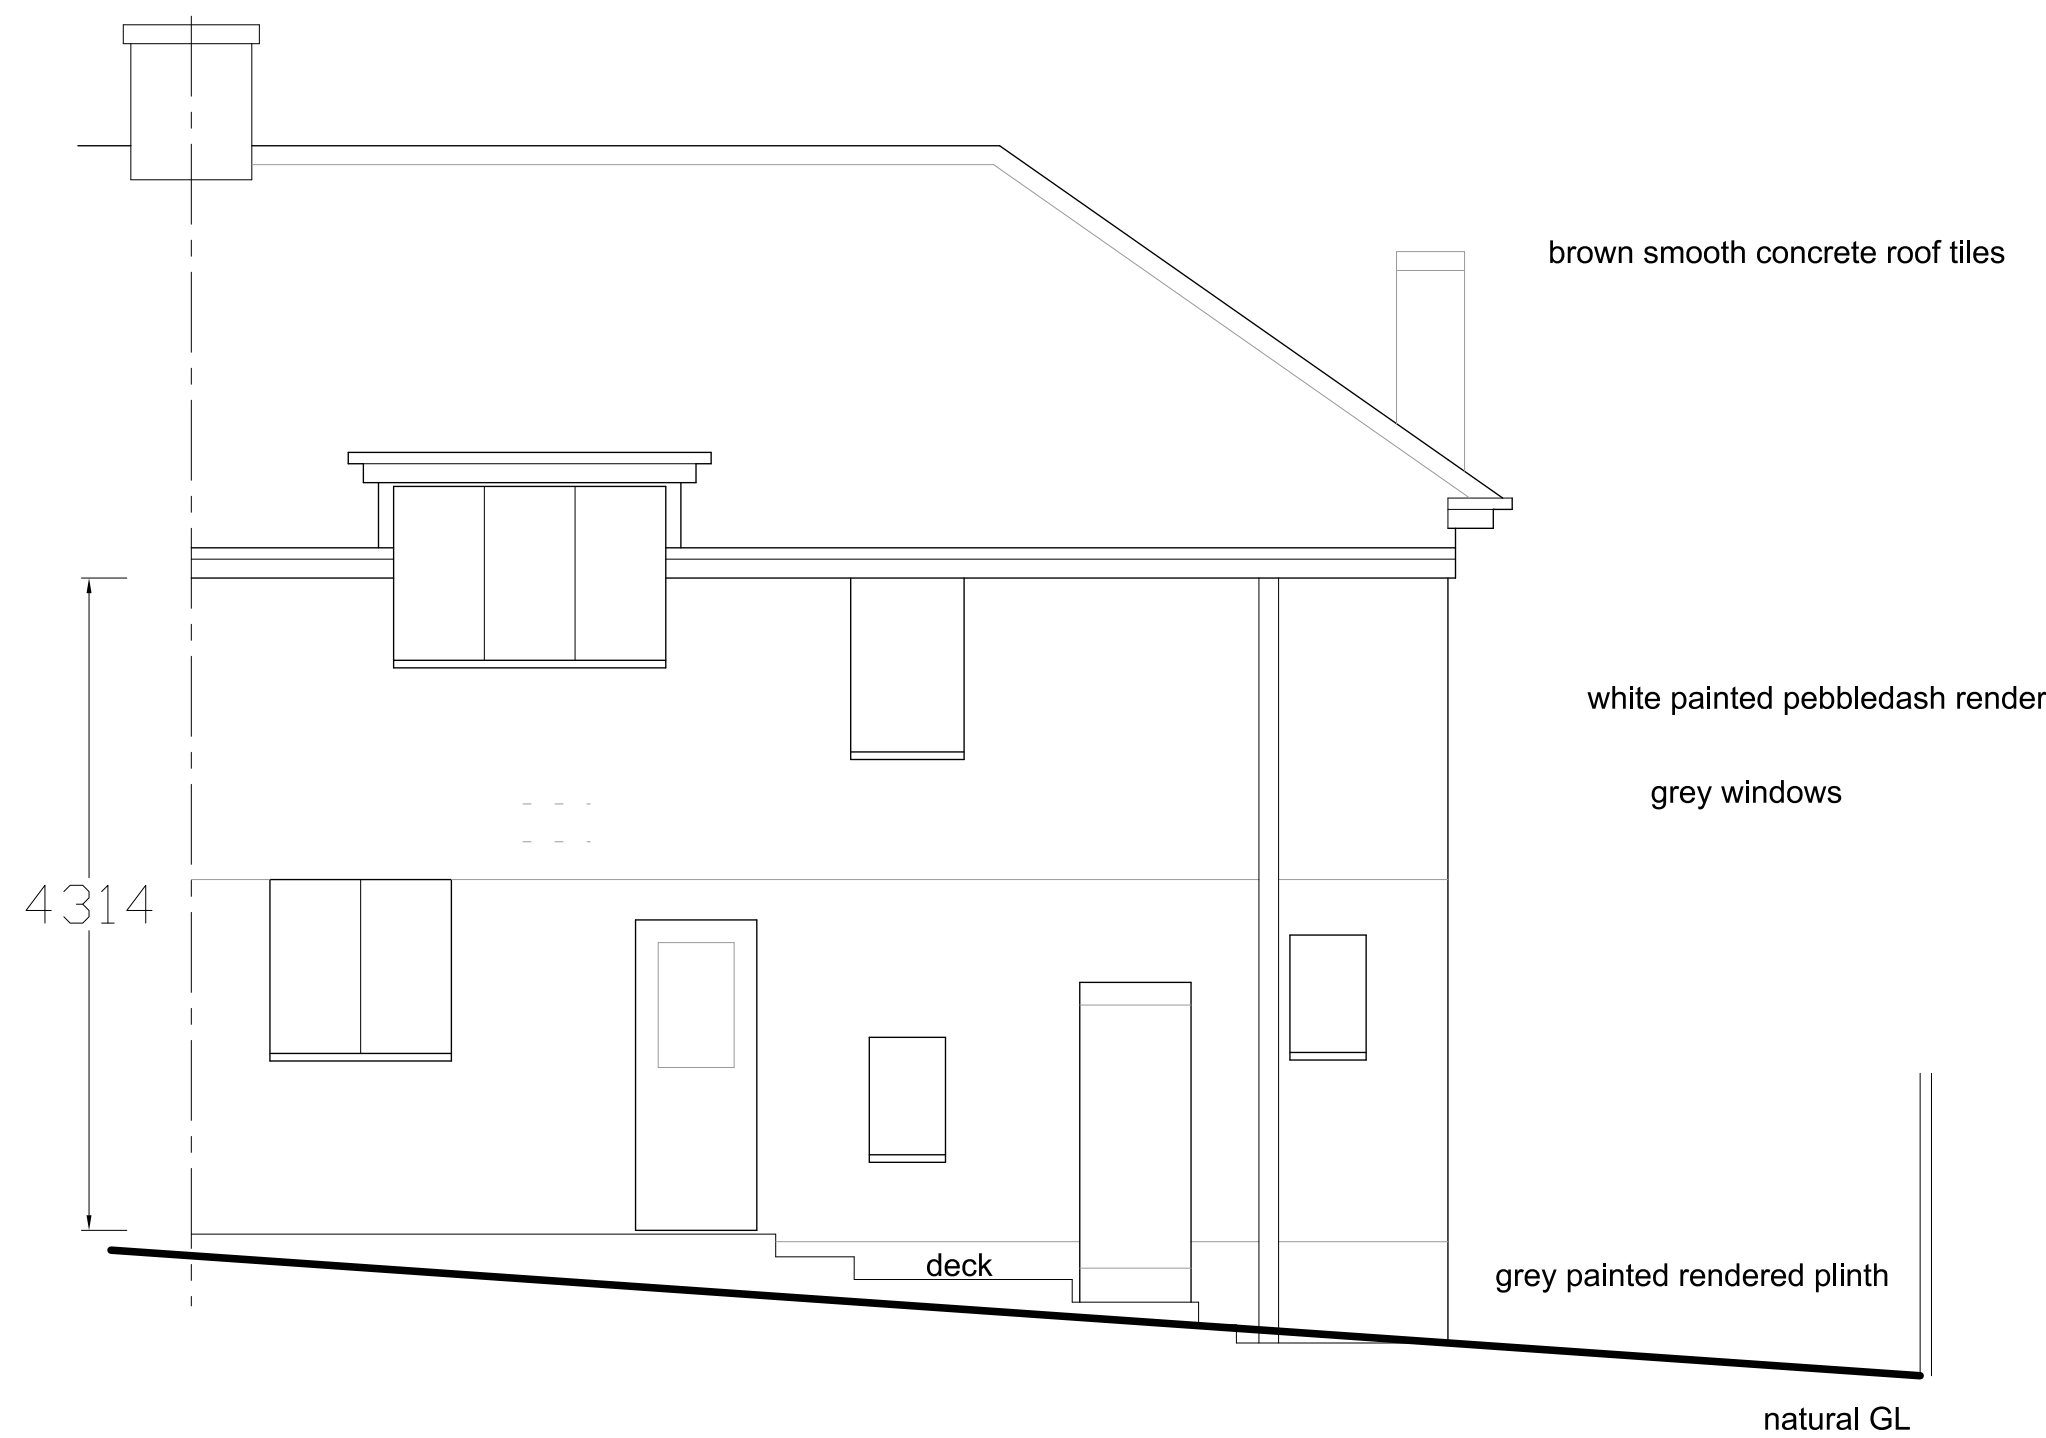 brown smooth concrete roof tiles
white painted pebbledash render
grey windows
4314
deck
grey painted rendered plinth
natural GL